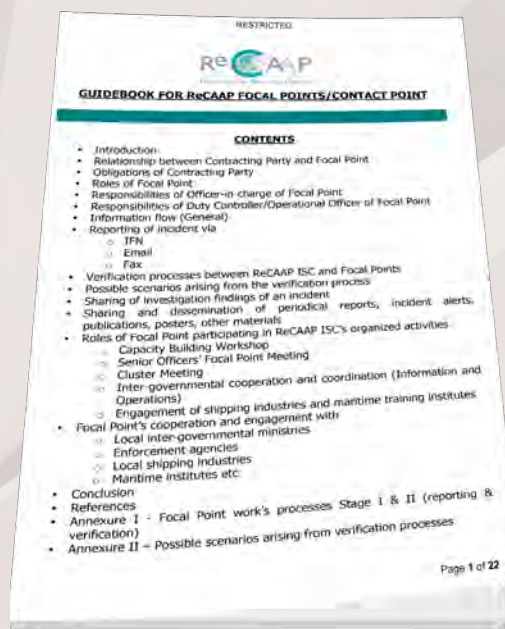 RESTRICTED
ReCAAP
GUIDEBOOK FOR ReCAAP FOCAL POINTS/CONTACT POINT
CONTENTS
• Introduction
• Relationship between Contracting Party and Focal Point
• Obligations of Contracting Party
• Roles of Focal Point
• Responsibilities of Officer-in-charge of Focal Point
• Responsibilities of Duty Controller/Operational Officer of Focal Point
• Information flow (General)
• Reporting of incident via
○ IFN
○ Email
○ Fax
• Verification processes between ReCAAP ISC and Focal Points
• Possible scenarios arising from the verification process
• Sharing of investigation findings of an incident
• Sharing and dissemination of periodical reports, incident alerts,
publications, posters, other materials
• Roles of Focal Point participating in ReCAAP ISC's organized activities
○ Capacity Building Workshop
○ Senior Officers' Focal Point Meeting
○ Cluster Meeting
○ Inter-governmental cooperation and coordination (Information and
Operations)
○ Engagement of shipping industries and maritime training institutes
• Focal Point's cooperation and engagement with
○ Local inter-governmental ministries
○ Enforcement agencies
○ Local shipping industries
○ Maritime institutes etc
• Conclusion
• References
• Annexure I - Focal Point work's processes Stage I & II (reporting &
verification)
• Annexure II – Possible scenarios arising from verification processes
Page 1 of 22